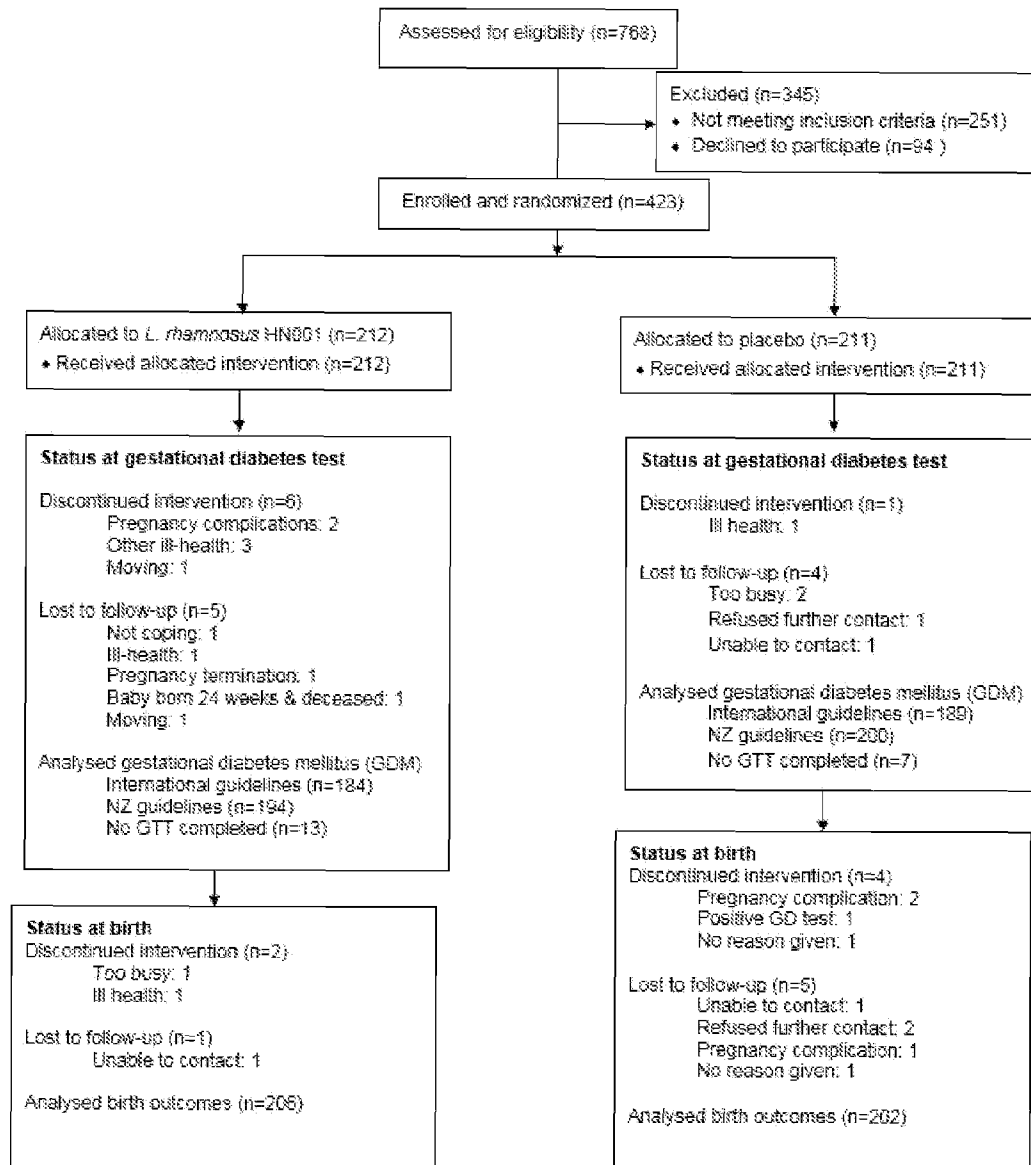 Assessed for eligibility (n=768)
Excluded (n=345)
• Not meeting inclusion criteria (n=251)
• Declined to participate (n=94 )
Enrolled and randomized (n=423)
Allocated to L. rhamnosus HN001 (n=212)
• Received allocated intervention (n=212)
Allocated to placebo (n=211)
• Received allocated intervention (n=211)
Status at gestational diabetes test
Discontinued intervention (n=6)
Pregnancy complications: 2
Other ill-health: 3
Moving: 1
Lost to follow-up (n=5)
Not coping: 1
Ill-health: 1
Pregnancy termination: 1
Baby born 24 weeks & deceased: 1
Moving: 1
Analysed gestational diabetes mellitus (GDM)
International guidelines (n=184)
NZ guidelines (n=194)
No GTT completed (n=13)
Status at gestational diabetes test
Discontinued intervention (n=1)
Ill health: 1
Lost to follow-up (n=4)
Too busy: 2
Refused further contact: 1
Unable to contact: 1
Analysed gestational diabetes mellitus (GDM)
International guidelines (n=189)
NZ guidelines (n=200)
No GTT completed (n=7)
Status at birth
Discontinued intervention (n=2)
Too busy: 1
Ill health: 1
Lost to follow-up (n=1)
Unable to contact: 1
Analysed birth outcomes
Status at birth
Discontinued intervention (n=4)
Pregnancy complication: 2
Positive GD test: 1
No reason given: 1
Lost to follow-up (n=5)
Unable to contact: 1
Refused further contact: 2
Pregnancy complication: 1
No reason given: 1
Analysed birth outcomes (n=202)